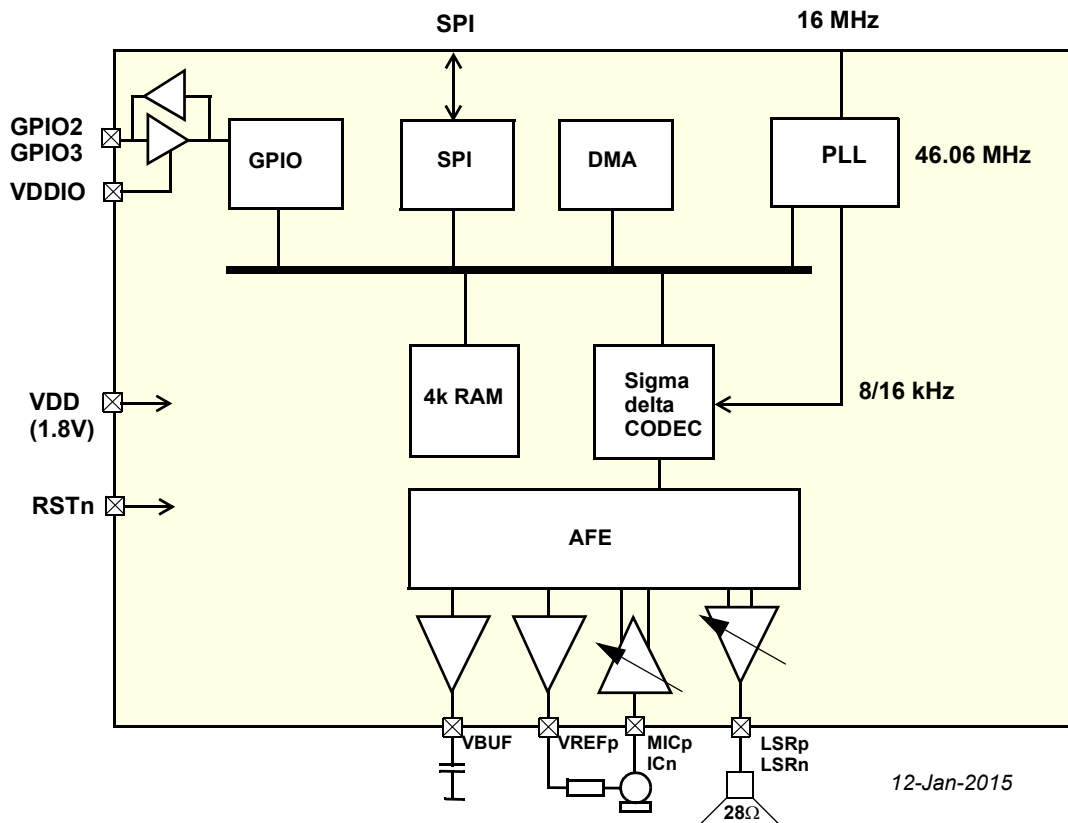 SPI
16 MHz
GPIO2
GPIO3
VDDIO
GPIO
SPI
DMA
PLL
46.06 MHz
VDD
(1.8V)
4k RAM
Sigma
delta
CODEC
8/16 kHz
RSTn
AFE
VBUF
VREFp
MICp
ICn
LSRp
LSRn
28Ω
12-Jan-2015